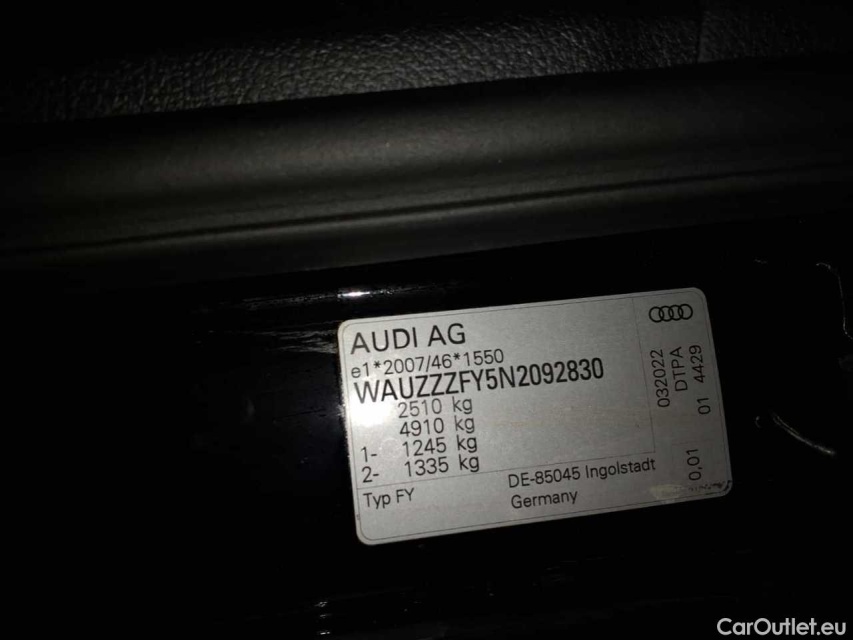 AUDI AG
e1*2007/46*1550
WAUZZZFY5N2092830
2510 kg
4910 kg
1- 1245 kg
2- 1335 kg
Typ FY
DE-85045 Ingolstadt
Germany
032022
DTPA
01 4429
0,01
CarOutlet.eu